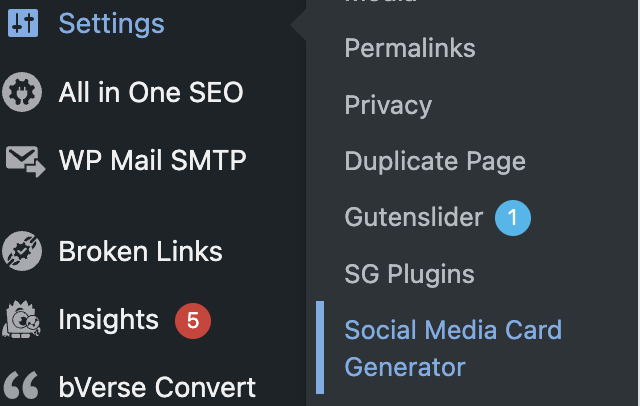 Settings
All in One SEO
WP Mail SMTP
Broken Links
Insights 5
bVerse Convert
Media
Permalinks
Privacy
Duplicate Page
Gutenslider 1
SG Plugins
Social Media Card
Generator